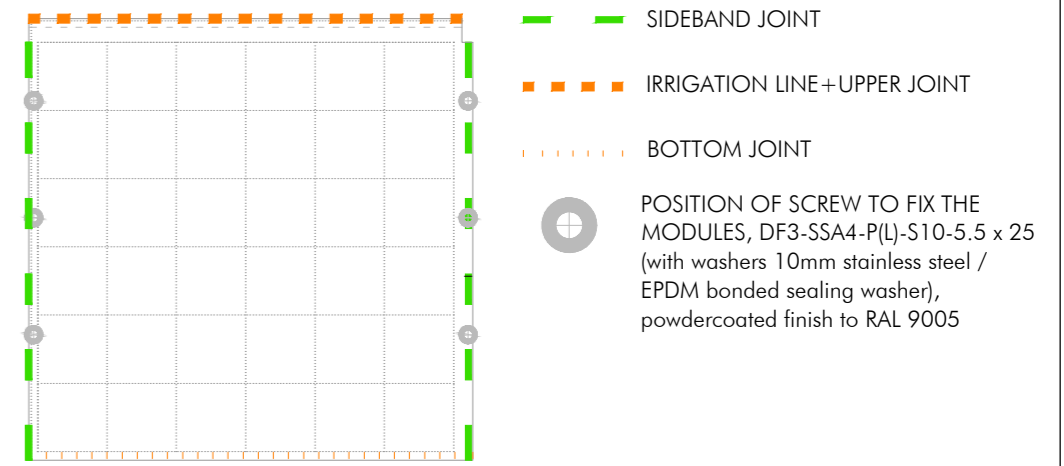 SIDEBAND JOINT
IRRIGATION LINE+UPPER JOINT
BOTTOM JOINT
POSITION OF SCREW TO FIX THE
MODULES, DF3-SSA4-P(L)-S10-5.5 x 25
(with washers 10mm stainless steel /
EPDM bonded sealing washer),
powdercoated finish to RAL 9005